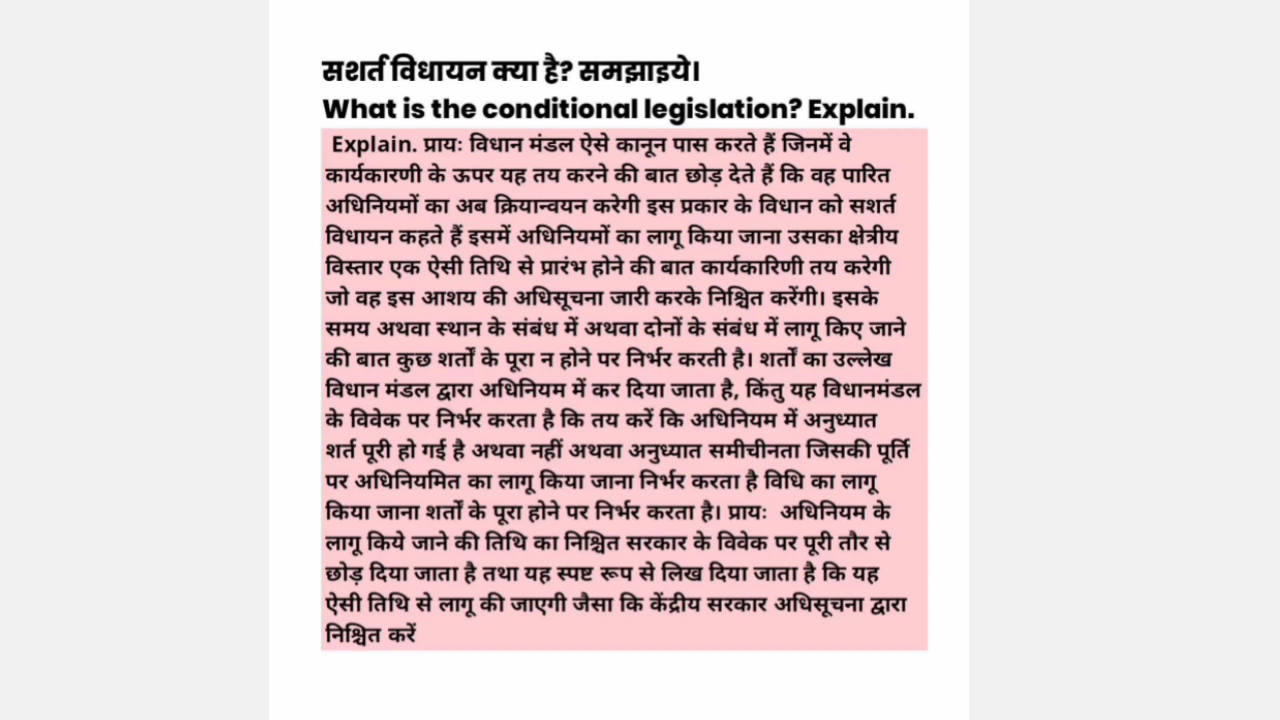 सशर्त विधायन क्या है? समझाइये।
What is the conditional legislation? Explain.
Explain. प्रायः विधान मंडल ऐसे कानून पास करते हैं जिनमें वे
कार्यकारणी के ऊपर यह तय करने की बात छोड़ देते हैं कि वह पारित
अधिनियमों का अब क्रियान्वयन करेगी इस प्रकार के विधान को सशर्त
विधायन कहते हैं इसमें अधिनियमों का लागू किया जाना उसका क्षेत्रीय
विस्तार एक ऐसी तिथि से प्रारंभ होने की बात कार्यकारिणी तय करेगी
जो वह इस आशय की अधिसूचना जारी करके निश्चित करेंगी। इसके
समय अथवा स्थान के संबंध में अथवा दोनों के संबंध में लागू किए जाने
की बात कुछ शर्तों के पूरा न होने पर निर्भर करती है। शर्तों का उल्लेख
विधान मंडल द्वारा अधिनियम में कर दिया जाता है, किंतु यह विधानमंडल
के विवेक पर निर्भर करता है कि तय करें कि अधिनियम में अनुध्यात
शर्त पूरी हो गई है अथवा नहीं अथवा अनुध्यात समीचीनता जिसकी पूर्ति
पर अधिनियमित का लागू किया जाना निर्भर करता है विधि का लागू
किया जाना शर्तों के पूरा होने पर निर्भर करता है। प्रायः अधिनियम के
लागू किये जाने की तिथि का निश्चित सरकार के विवेक पर पूरी तौर से
छोड़ दिया जाता है तथा यह स्पष्ट रूप से लिख दिया जाता है कि यह
ऐसी तिथि से लागू की जाएगी जैसा कि केंद्रीय सरकार अधिसूचना द्वारा
निश्चित करें